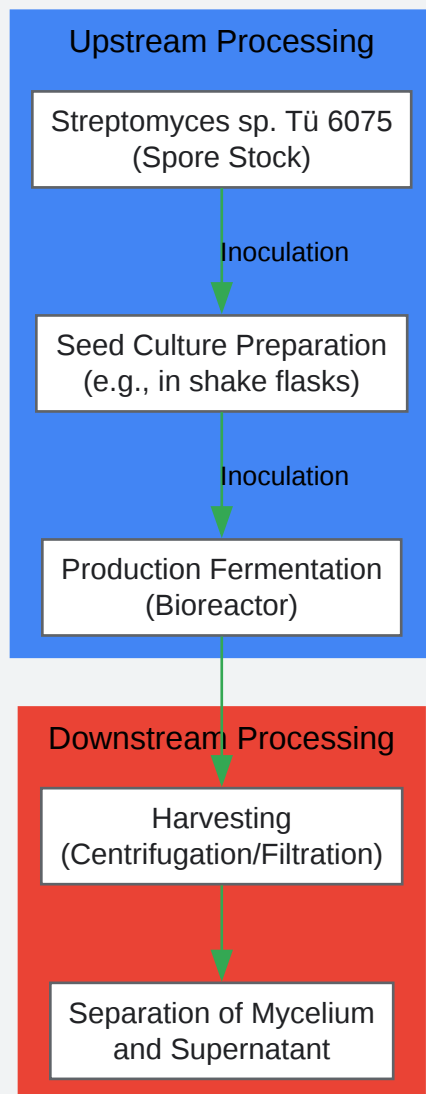 Upstream Processing
Streptomyces sp. Tü 6075
(Spore Stock)
Inoculation
Seed Culture Preparation
(e.g., in shake flasks)
Inoculation
Production Fermentation
(Bioreactor)
Downstream Processing
Harvesting
(Centrifugation/Filtration)
Separation of Mycelium
and Supernatant